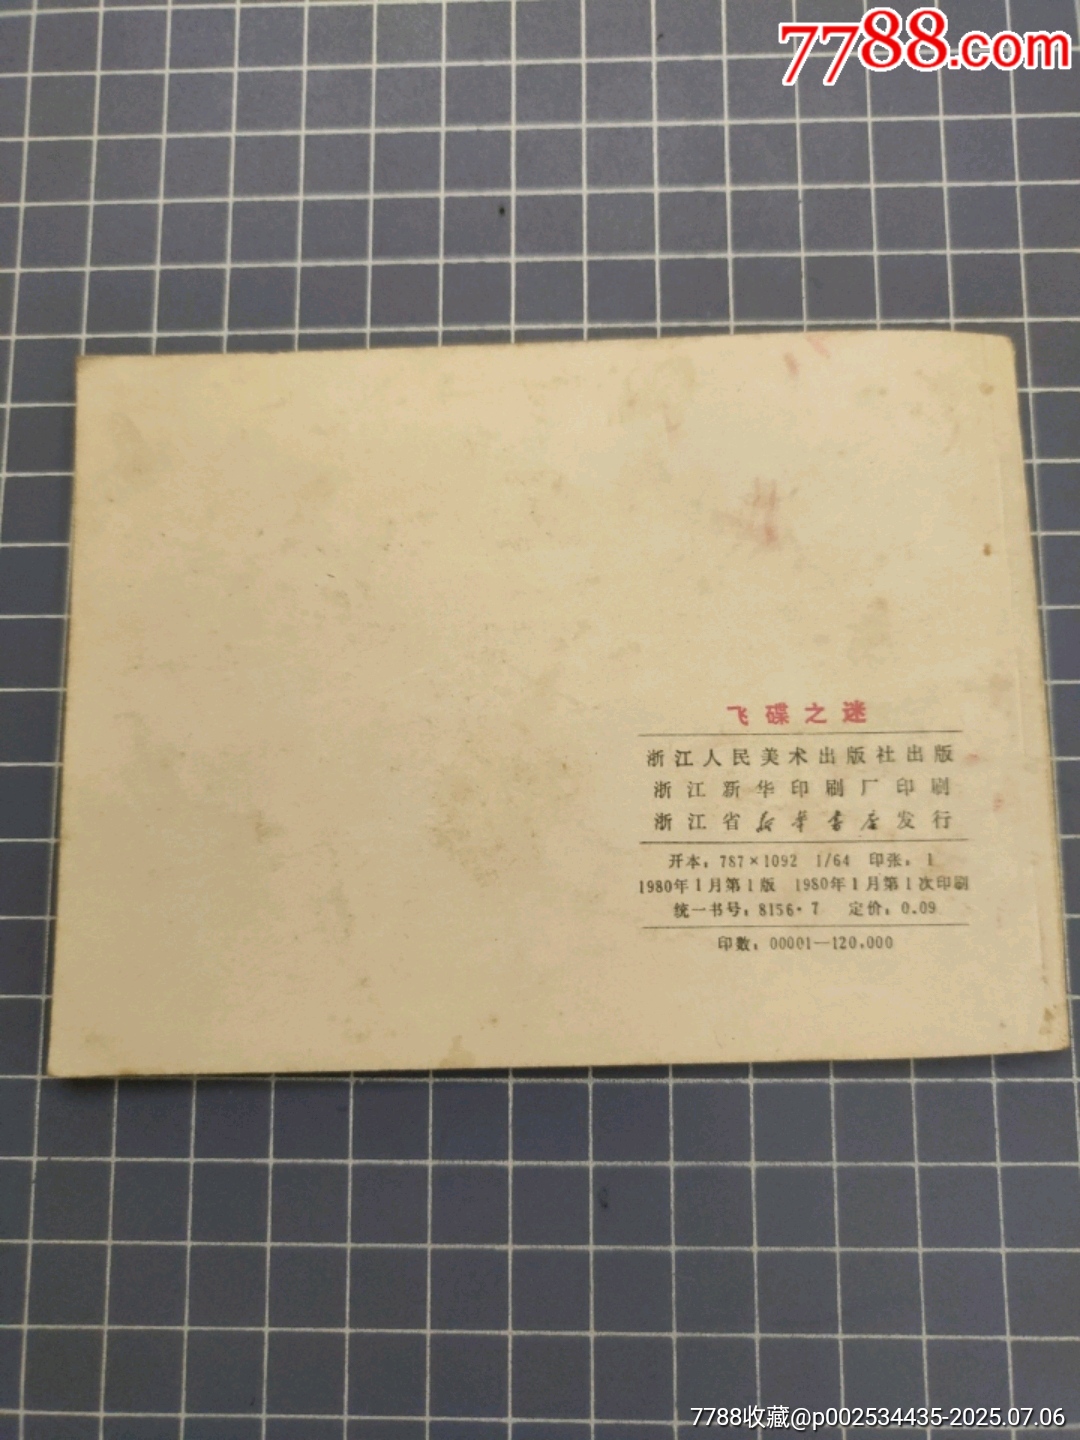 7788.com
飞碟之迷
浙江人民美术出版社出版
浙江新华印刷厂印刷
浙江省新华书店发行
开本：787×1092 1/64 印张：1
1980年1月第1版 1980年1月第1次印刷
统一书号：8156·7 定价：0.09
印数：00001—120,000
7788收藏@p002534435-2025.07.06